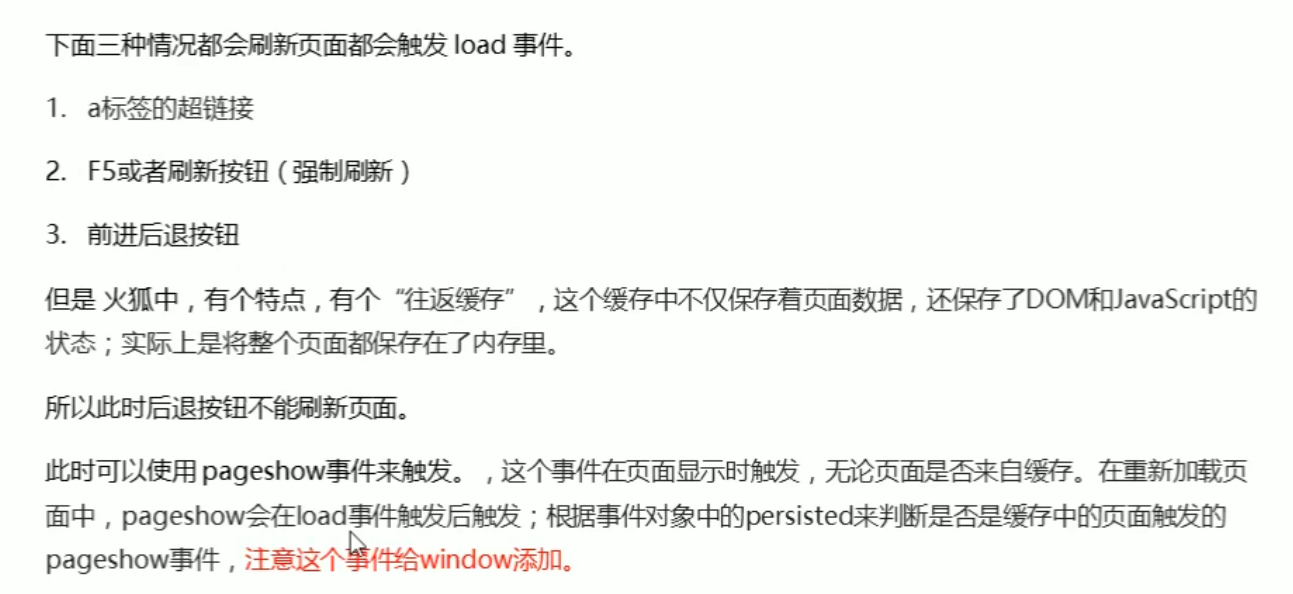 下面三种情况都会刷新页面都会触发 load 事件。
1. a标签的超链接
2. F5或者刷新按钮（强制刷新）
3. 前进后退按钮
但是 火狐中，有个特点，有个“往返缓存”，这个缓存中不仅保存着页面数据，还保存了DOM和JavaScript的
状态；实际上是将整个页面都保存在了内存里。
所以此时后退按钮不能刷新页面。
此时可以使用 pageshow事件来触发。，这个事件在页面显示时触发，无论页面是否来自缓存。在重新加载页
面中，pageshow会在load事件触发后触发；根据事件对象中的persisted来判断是否是缓存中的页面触发的
pageshow事件，注意这个事件给window添加。